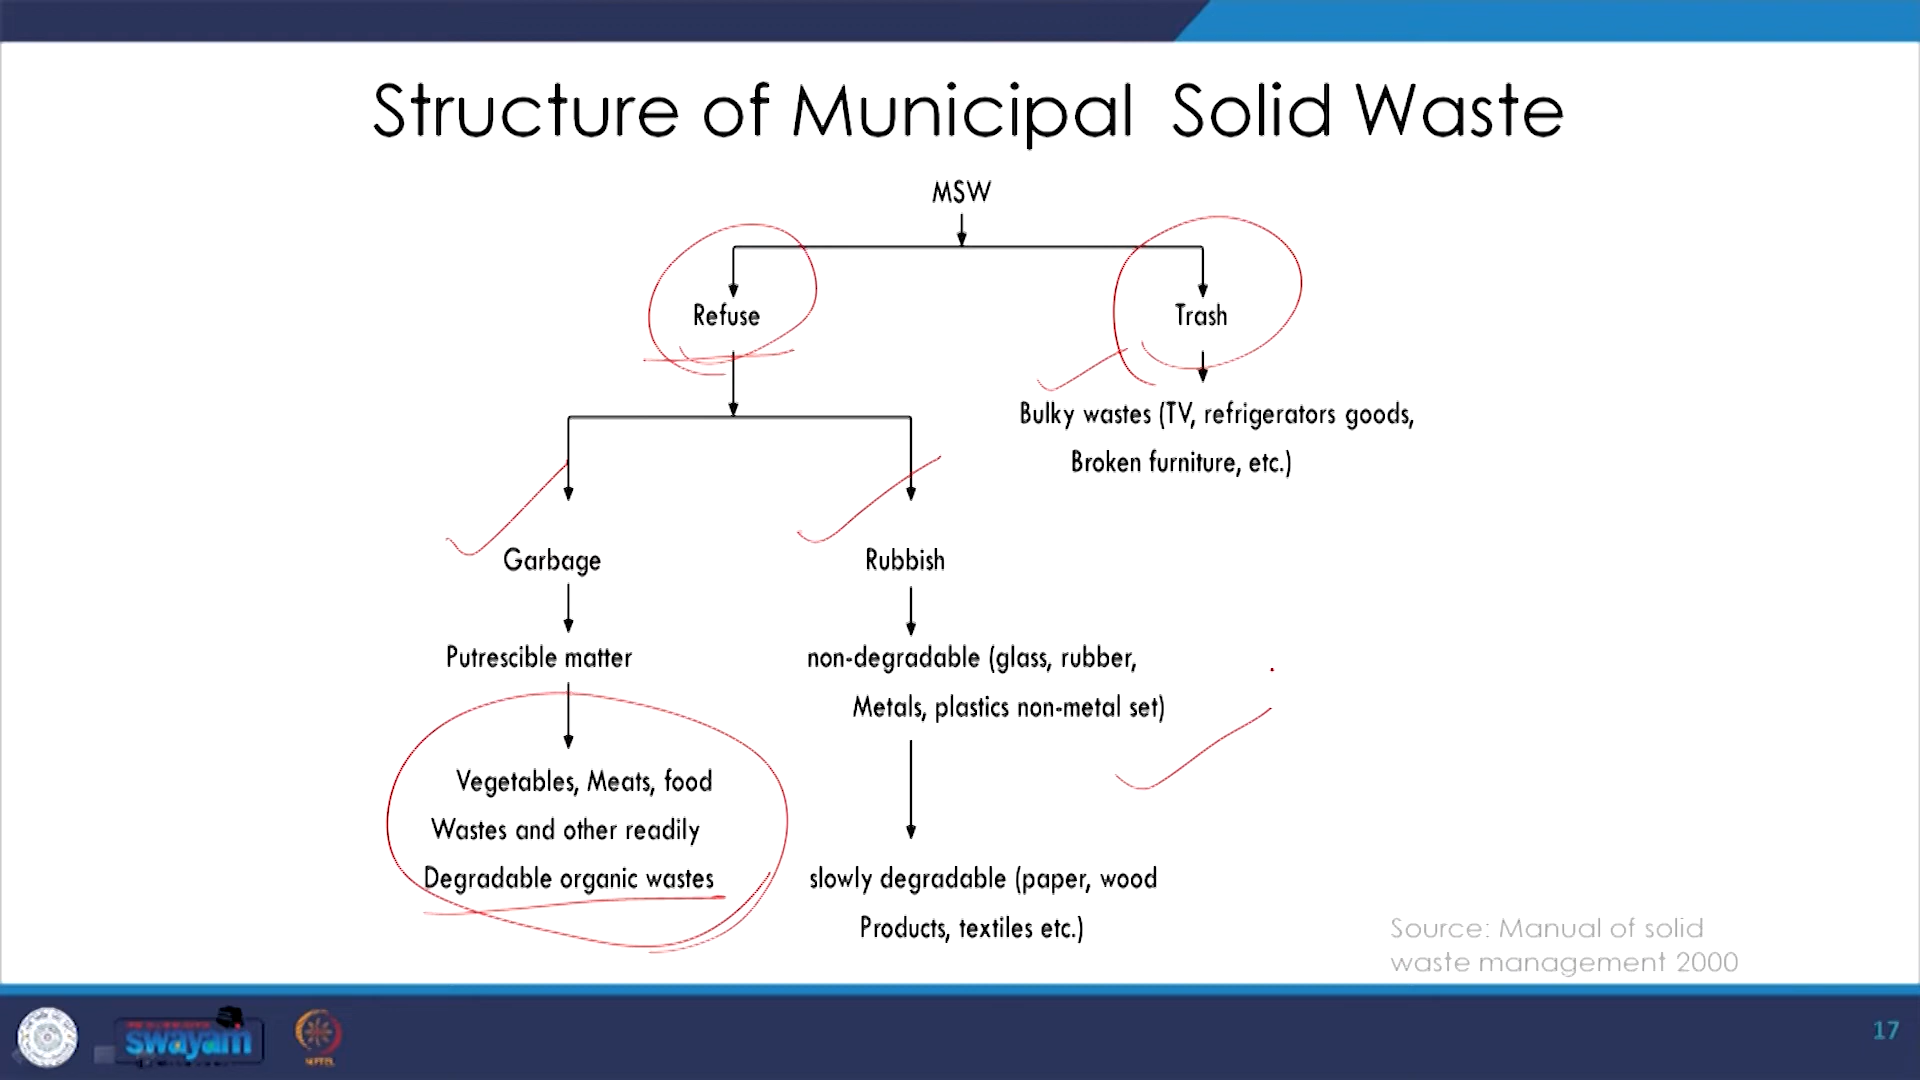 Structure of Municipal Solid Waste
MSW
Refuse
Trash
Bulky wastes (TV, refrigerators goods,
Broken furniture, etc.)
Garbage
Rubbish
Putrescible matter
non-degradable (glass, rubber,
Metals, plastics non-metal set)
Vegetables, Meats, food
Wastes and other readily
Degradable organic wastes
slowly degradable (paper, wood
Products, textiles etc.)
Source: Manual of solid
waste management 2000
swayam
17